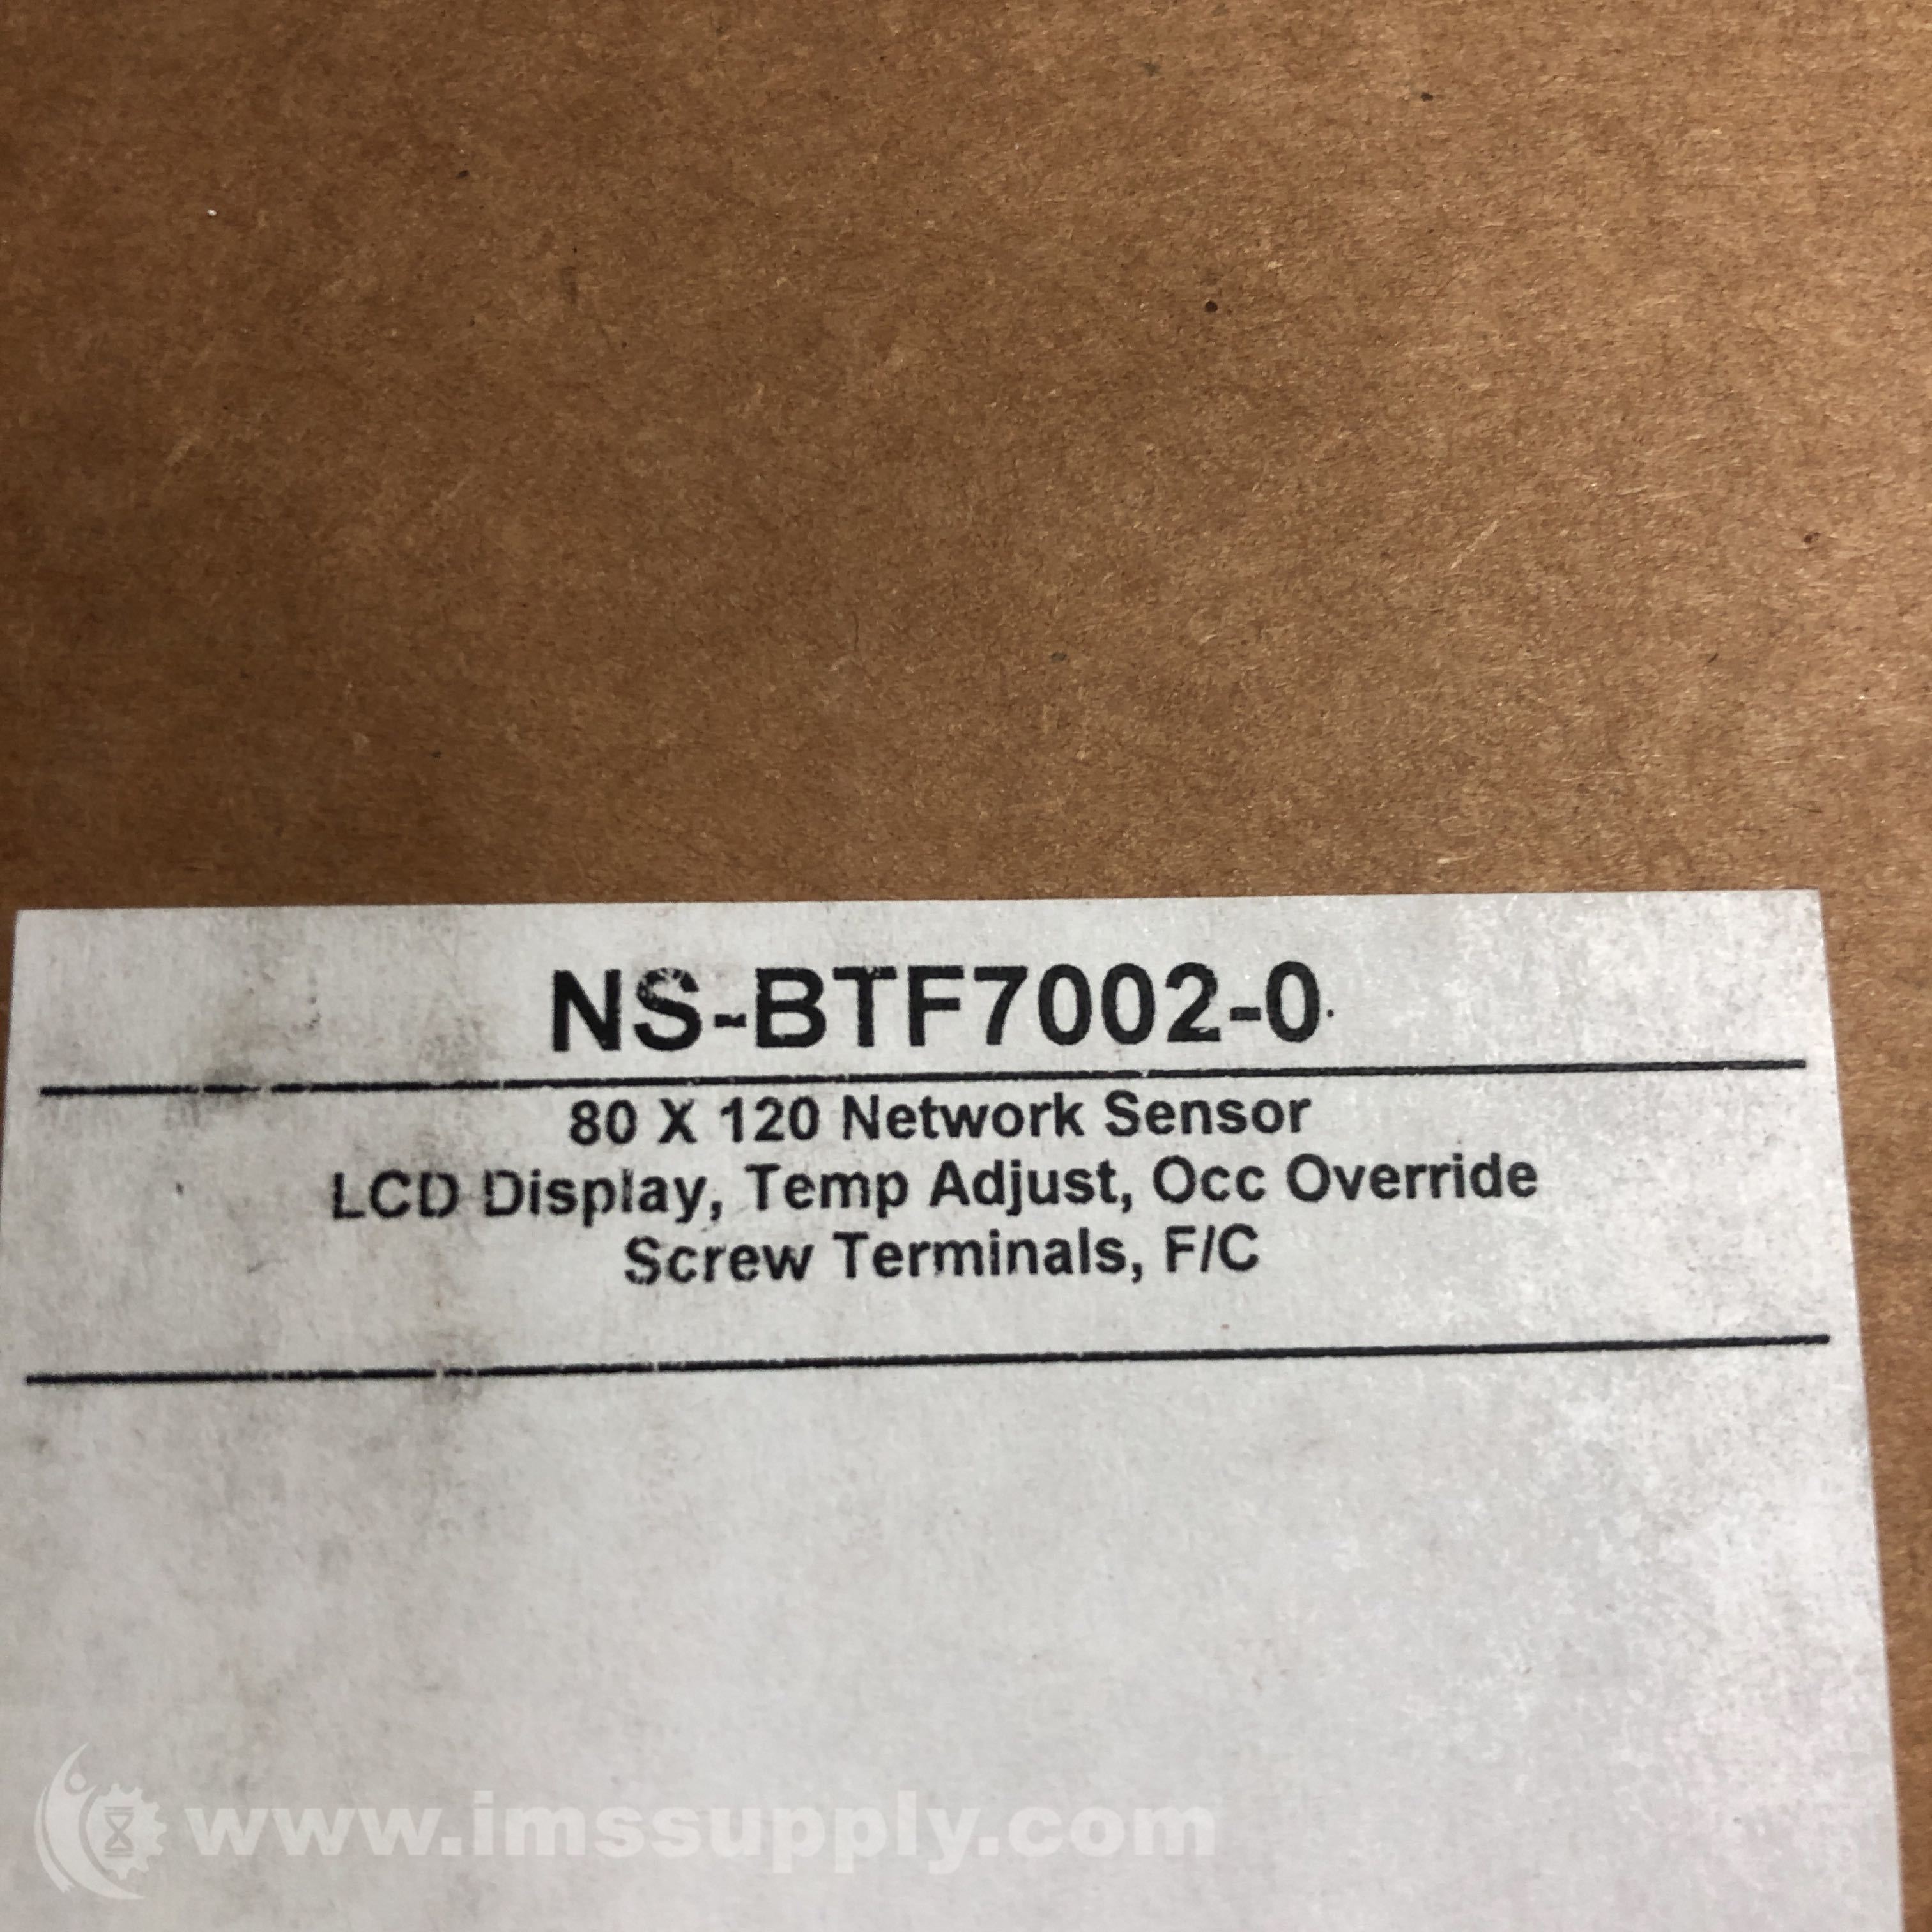 NS-BTF7002-0
80 X 120 Network Sensor
LCD Display, Temp Adjust, Occ Override
Screw Terminals, F/C
www.imssupply.com